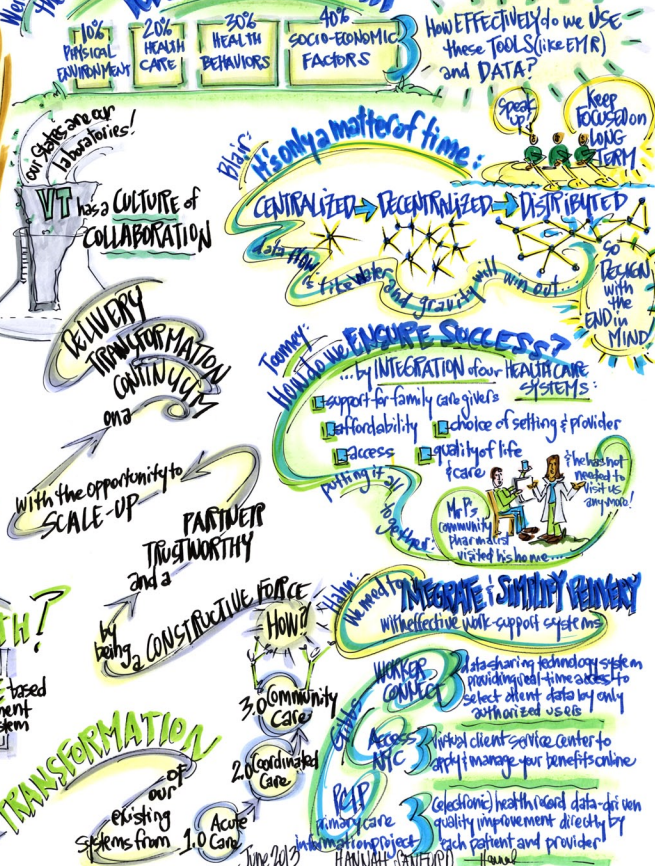 10%
PHYSICAL
ENVIRONMENT
20%
HEALTH
CARE
30%
HEALTH
BEHAVIORS
40%
SOCIO-ECONOMIC
FACTORS
HOW EFFECTIVELY do we USE
these TOOLS (like EMR)
and DATA?
Speak
up!
Keep
FOCUSED on
LONG
TERM
our States are our
laboratories!
VT has a CULTURE of
COLLABORATION
Blair:
It's only a matter of time:
CENTRALIZED DECENTRALIZED DISTRIBUTED
data flow is like water and gravity will win out...
SO
DESIGN
with
the
END in
MIND!
DELIVERY
TRANSFORMATION
CONTINUUM
on a
with the opportunity to
SCALE-UP
PARTNER
TRUSTWORTHY
and a
by
being a CONSTRUCTIVE FORCE
Toomey:
How do we ENSURE SUCCESS?
...by INTEGRATION of our HEALTHCARE
SYSTEMS:
support for family care givers
affordability
choice of setting & provider
access
quality of life
& care
putting it all together:
Mr P's
community
pharmacist
visited his home...
& he has not
needed to
visit us
anymore!
Hahn:
We need to INTEGRATE & SIMPLIFY DELIVERY
with effective work-support systems
HOW?
3.0 Community
Care
2.0 Coordinated
Care
1.0 Acute
Care
Gibbs
WORKER
CONNECT
data sharing technology system
providing real-time access to
select client data by only
authorized users
Access
NYC
virtual client service center to
apply & manage your benefits online
PCIP
primary care
information project
(electronic) health record data-driven
quality improvement directly by
each patient and provider
TH?
based
TRANSFORMATION
of
our
existing
systems from
June 2013
HANNAH SANFORD